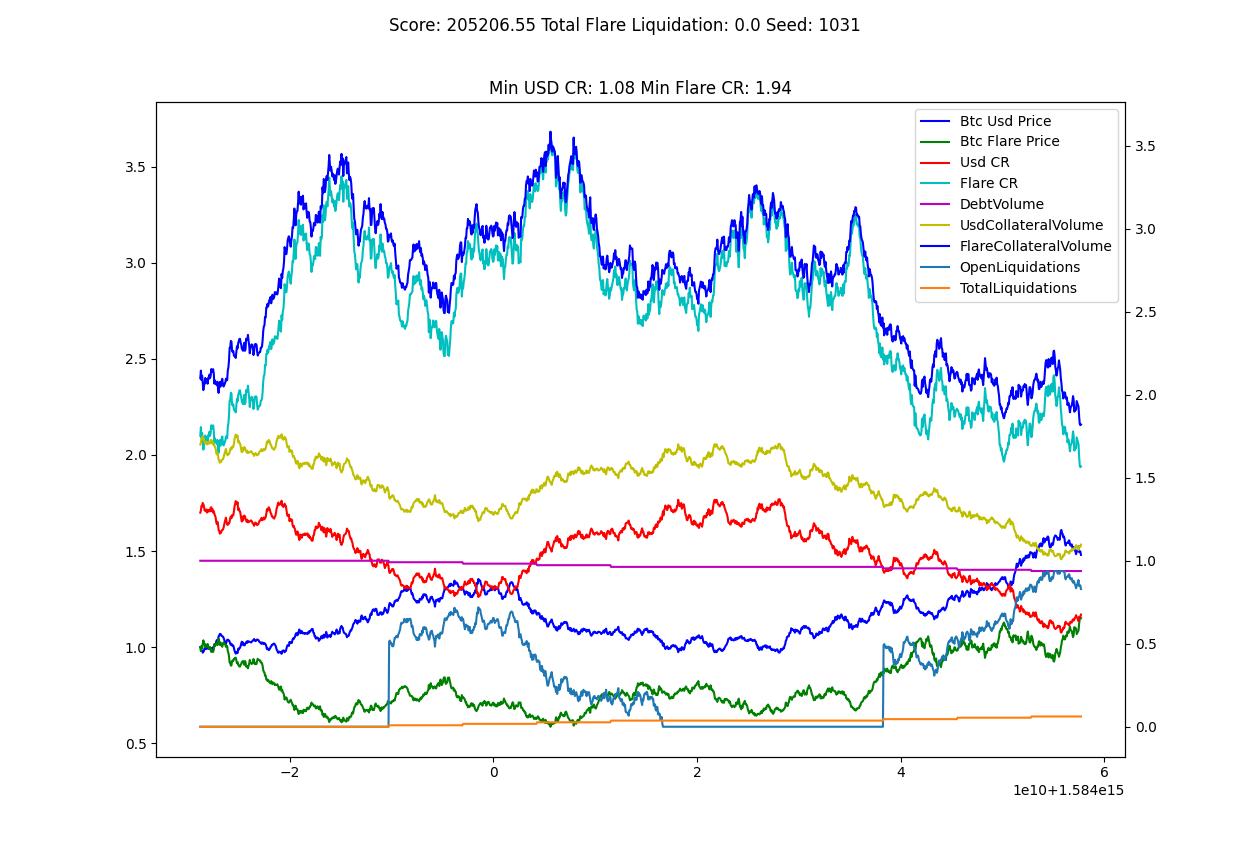 Score: 205206.55 Total Flare Liquidation: 0.0 Seed: 1031
Min USD CR: 1.08 Min Flare CR: 1.94
Btc Usd Price
Btc Flare Price
Usd CR
Flare CR
DebtVolume
UsdCollateralVolume
FlareCollateralVolume
OpenLiquidations
TotalLiquidations
3.5
3.0
2.5
2.0
1.5
1.0
0.5
3.5
3.0
2.5
2.0
1.5
1.0
0.5
0.0
−2 0 2 4 6
1e10+1.584e15